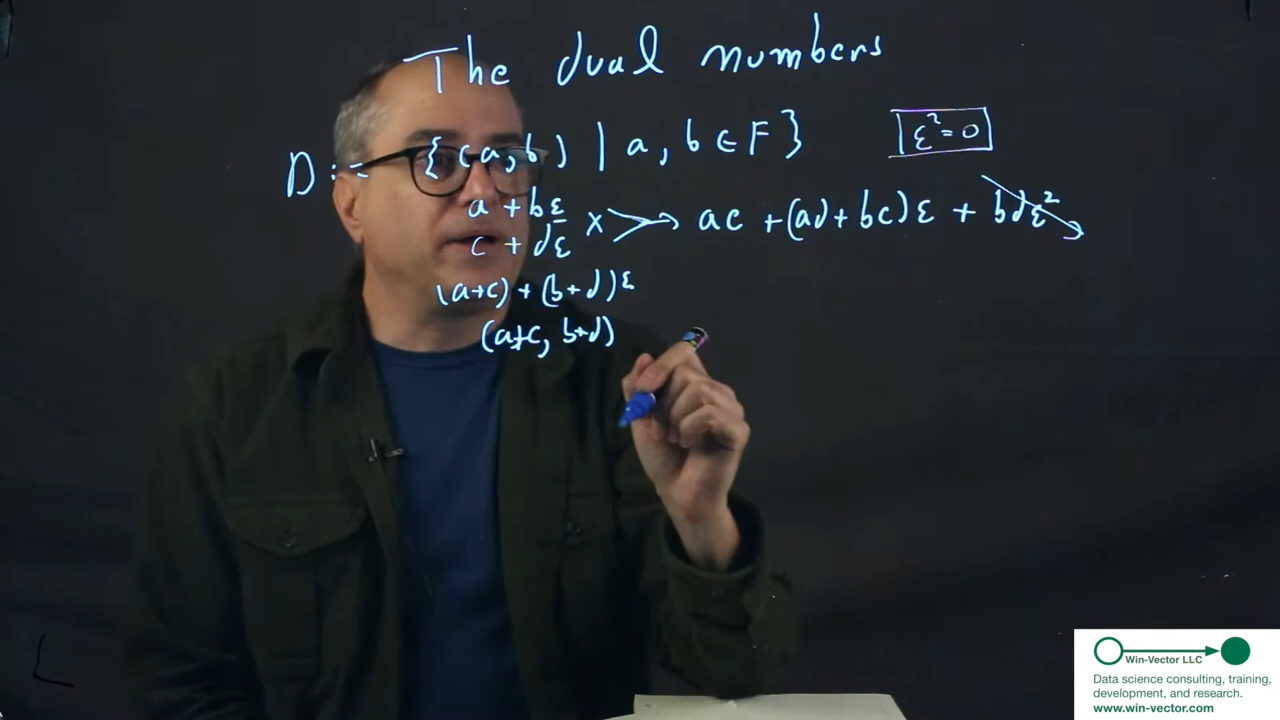 The dual numbers
D := {(a,b) | a, b ∈ F}
ε²=0
a + bε
c + dε
× → ac + (ad+bc)ε + bdε²
(a+c) + (b+d)ε
(a+c, b+d)
Win-Vector LLC
Data science consulting, training,
development, and research.
www.win-vector.com